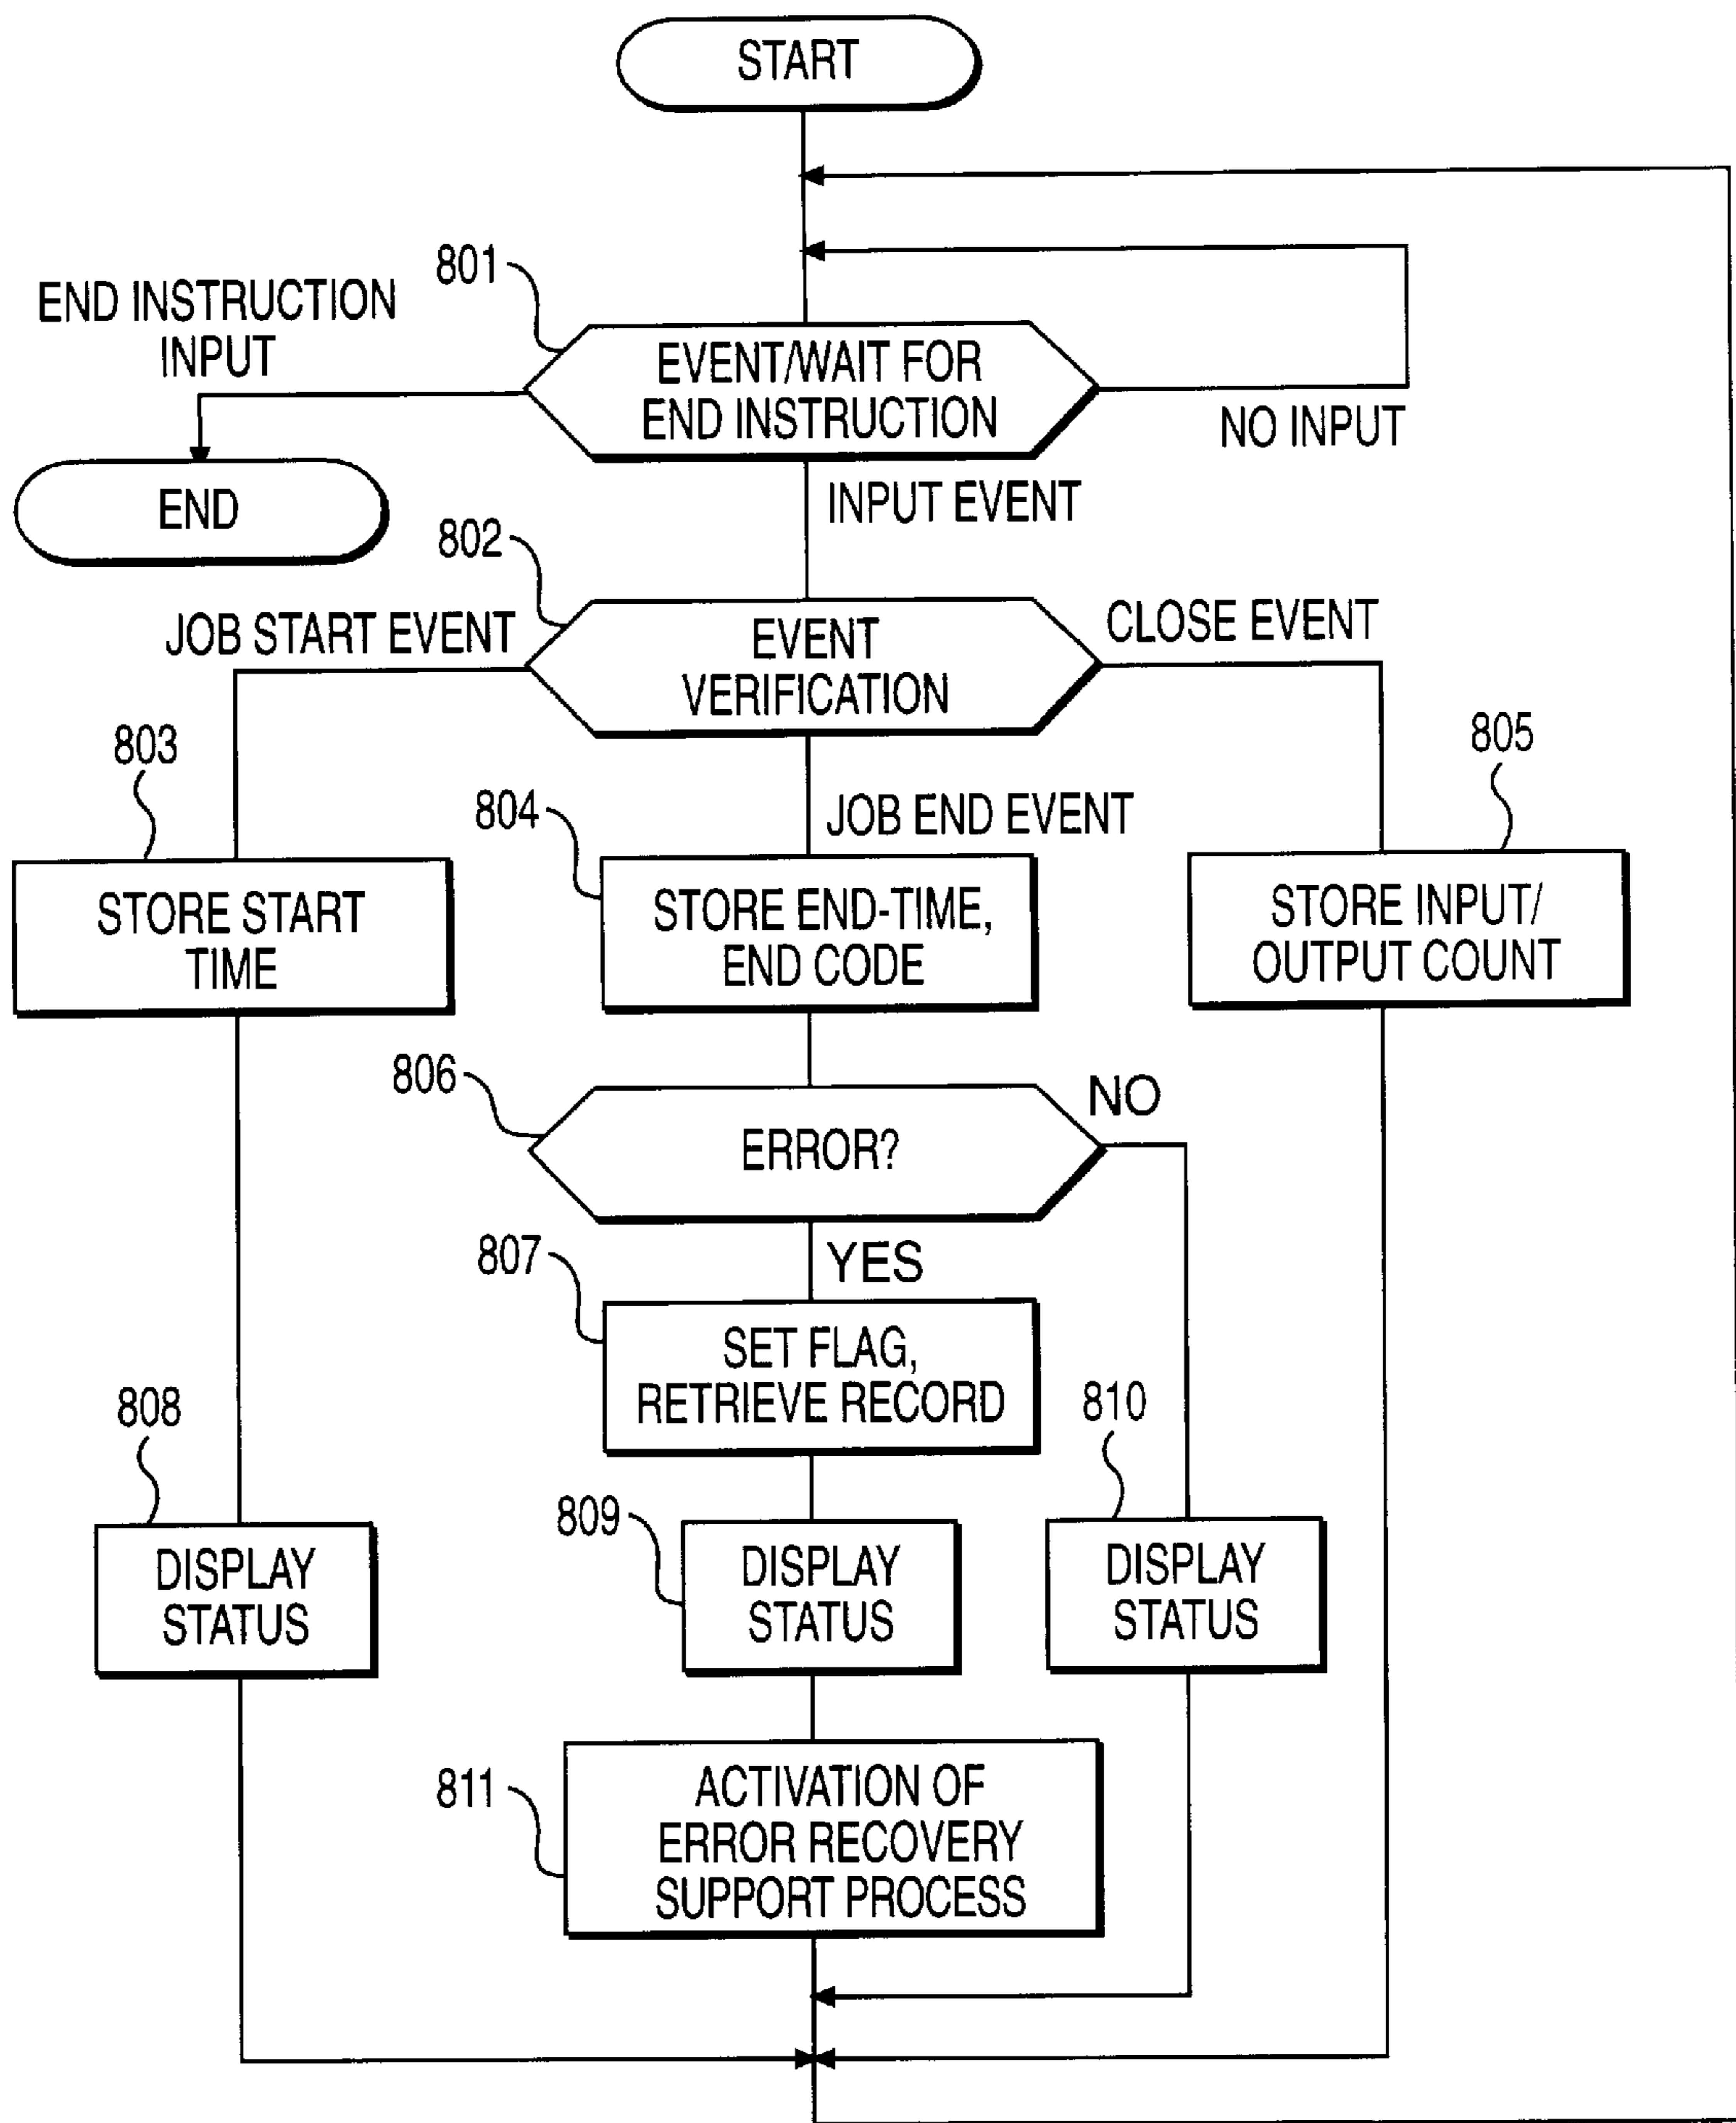 START
801
END INSTRUCTION
INPUT
EVENT/WAIT FOR
END INSTRUCTION
NO INPUT
END
INPUT EVENT
802
JOB START EVENT
EVENT
VERIFICATION
CLOSE EVENT
803
804
JOB END EVENT
805
STORE START
TIME
STORE END-TIME,
END CODE
STORE INPUT/
OUTPUT COUNT
806
ERROR?
NO
YES
807
SET FLAG,
RETRIEVE RECORD
808
DISPLAY
STATUS
809
DISPLAY
STATUS
810
DISPLAY
STATUS
811
ACTIVATION OF
ERROR RECOVERY
SUPPORT PROCESS